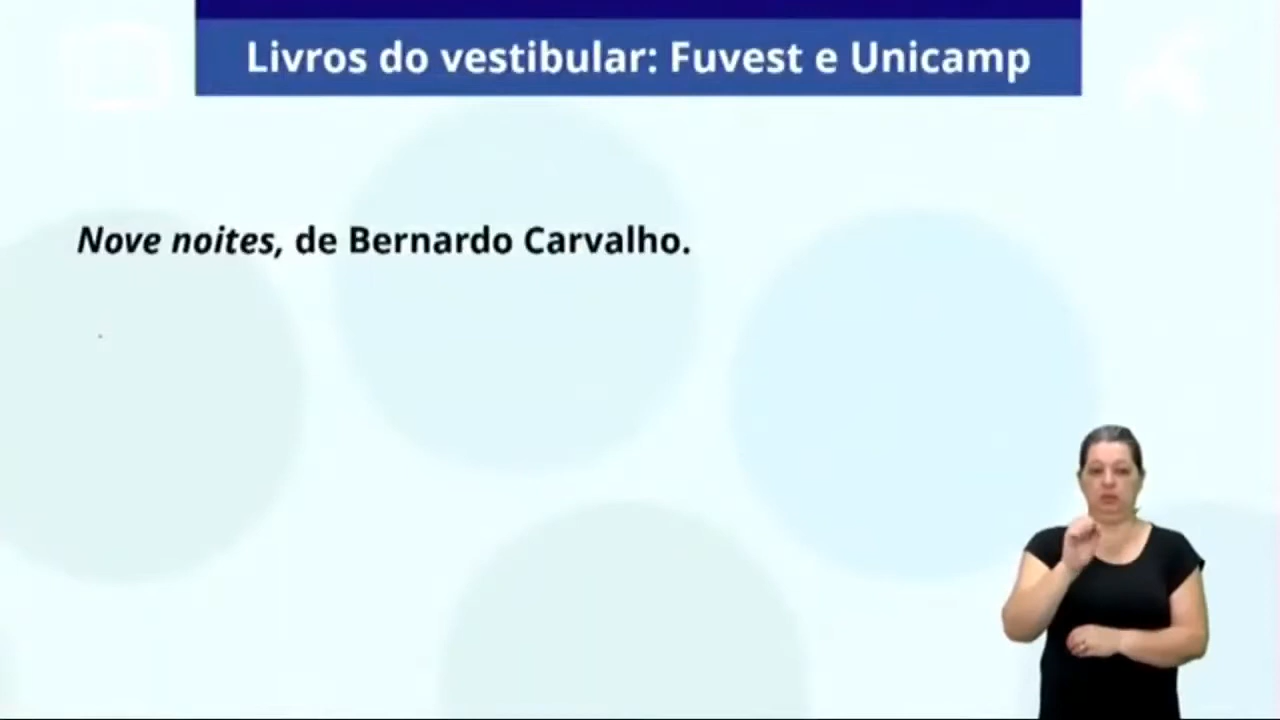 Livros do vestibular: Fuvest e Unicamp
Nove noites, de Bernardo Carvalho.